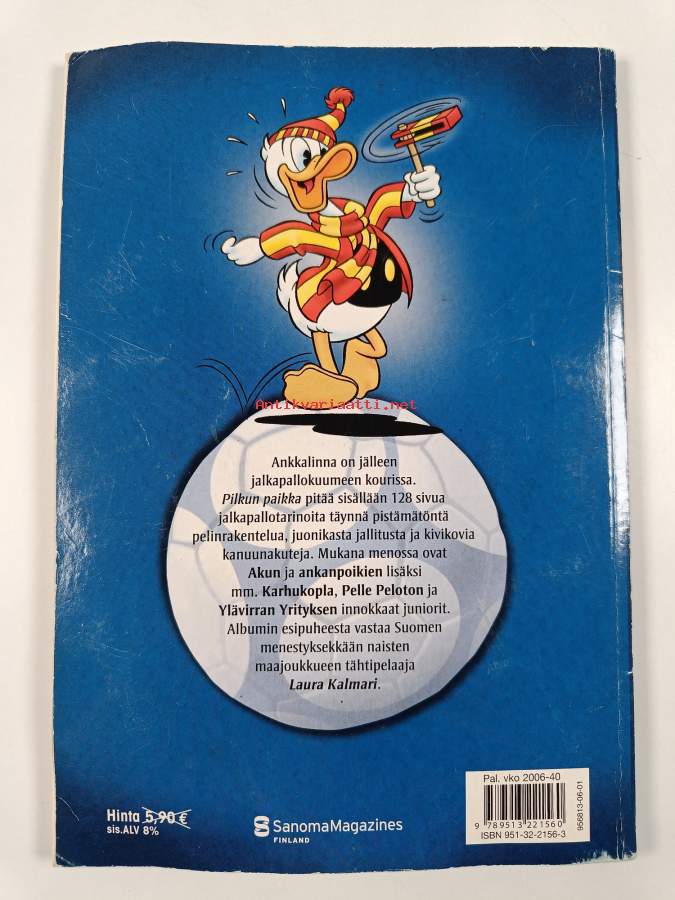 Antikvariaatti.net
Ankkalinna on jälleen
jalkapallokuumeen kourissa.
Pilkun paikka pitää sisällään 128 sivua
jalkapallotarinoita täynnä pistämätöntä
pelinrakentelua, juonikasta jallitusta ja kivikovia
kanuunakuteja. Mukana menossa ovat
Akun ja ankanpoikien lisäksi
mm. Karhukopla, Pelle Peloton ja
Ylävirran Yrityksen innokkaat juniorit.
Albumin esipuheesta vastaa Suomen
menestyksekkään naisten
maajoukkueen tähtipelaaja
Laura Kalmari.
Hinta 5,90 €
sis.ALV 8%
SanomaMagazines
FINLAND
Pal. vko 2006-40
9 789513 221560
ISBN 951-32-2156-3
956813-06-01